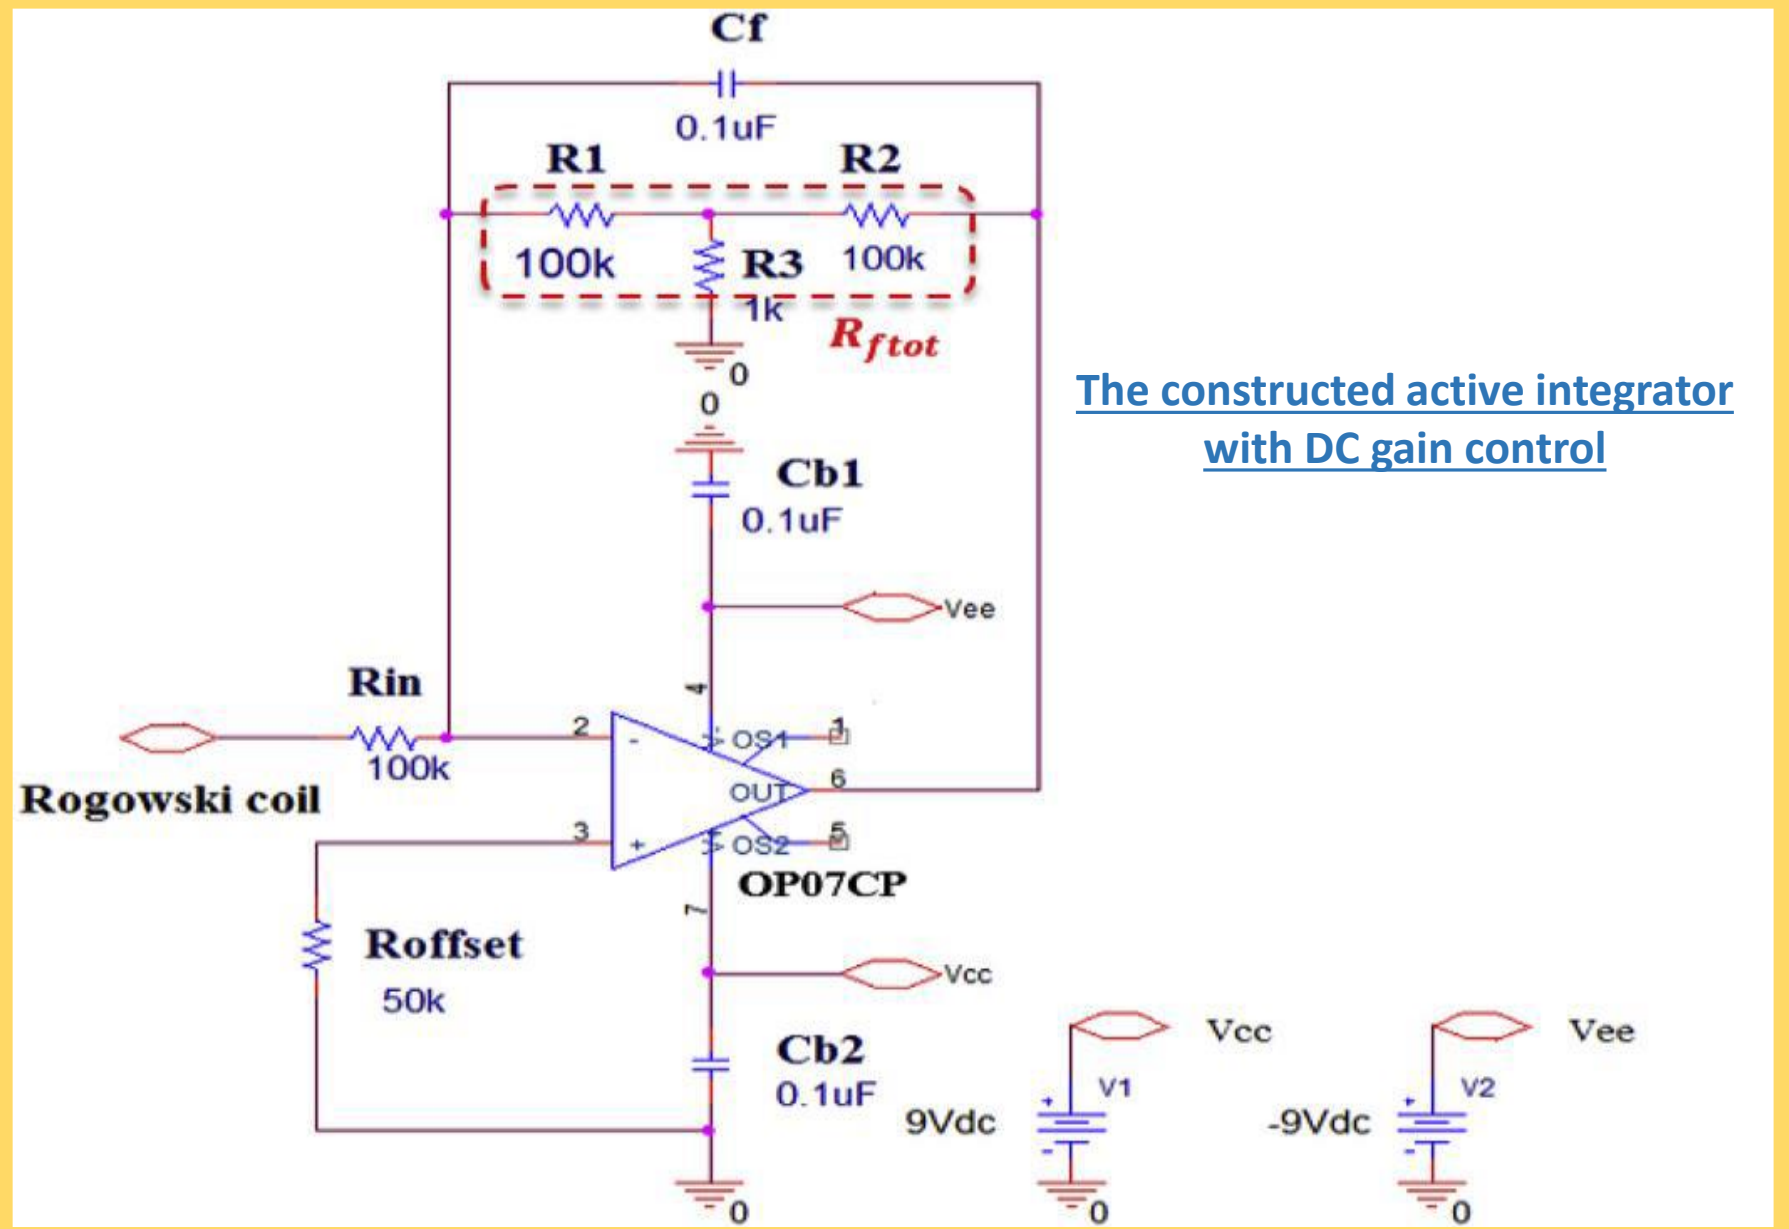 Cf
0.1uF
R1
R2
100k
R3
100k
1k
Rftot
0
0
The constructed active integrator
with DC gain control
Cb1
0.1uF
Vee
4
Rin
2
-
OS1
1
100k
OUT
6
Rogowski coil
3
+
OS2
5
OP07CP
7
Roffset
50k
Vcc
Cb2
0.1uF
Vcc
Vee
+
V1
+
V2
9Vdc
-9Vdc
-
-
0
0
0